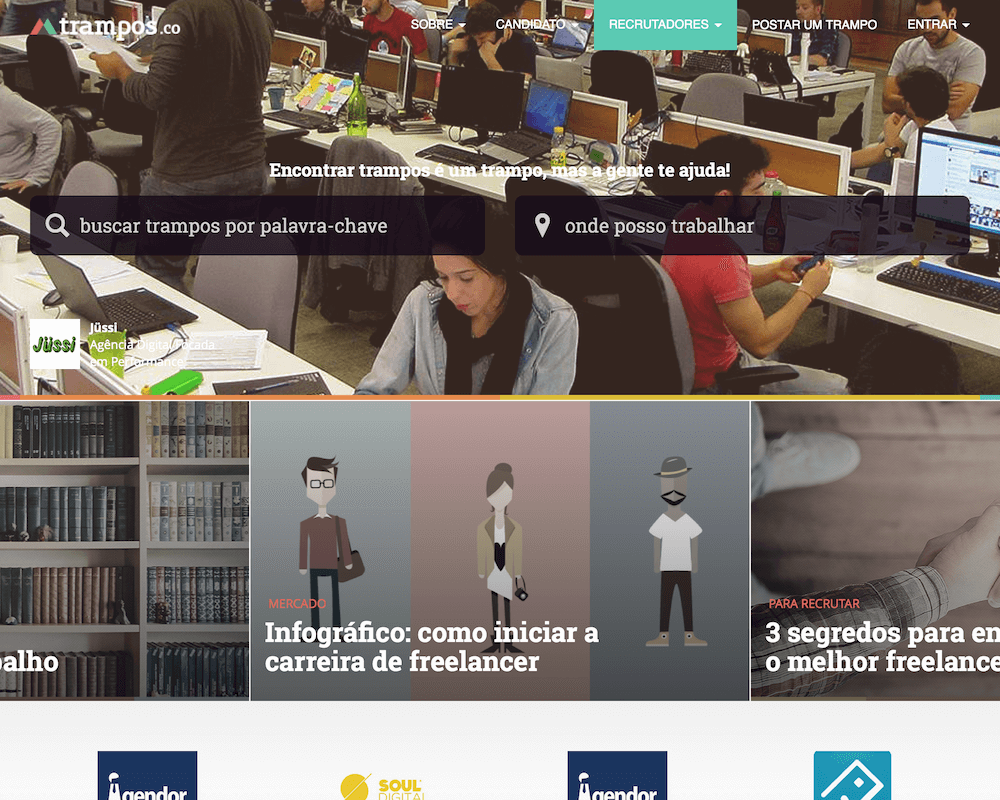 trampos.co
SOBRE
CANDIDATO
RECRUTADORES
POSTAR UM TRAMPO
ENTRAR
Encontrar trampos é um trampo, mas a gente te ajuda!
buscar trampos por palavra-chave
onde posso trabalhar
Jüssi
Jüssi
Agência Digital Focada
em Performance
balho
MERCADO
Infográfico: como iniciar a
carreira de freelancer
PARA RECRUTAR
3 segredos para en
o melhor freelance
Agendor
SOUL
DIGITAL
Agendor